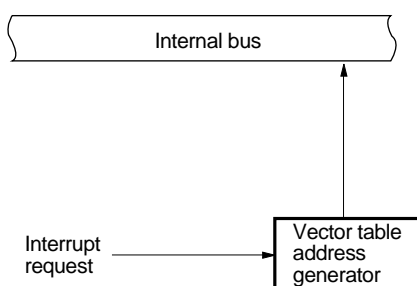 Internal bus
Interrupt
request
Vector table
address
generator